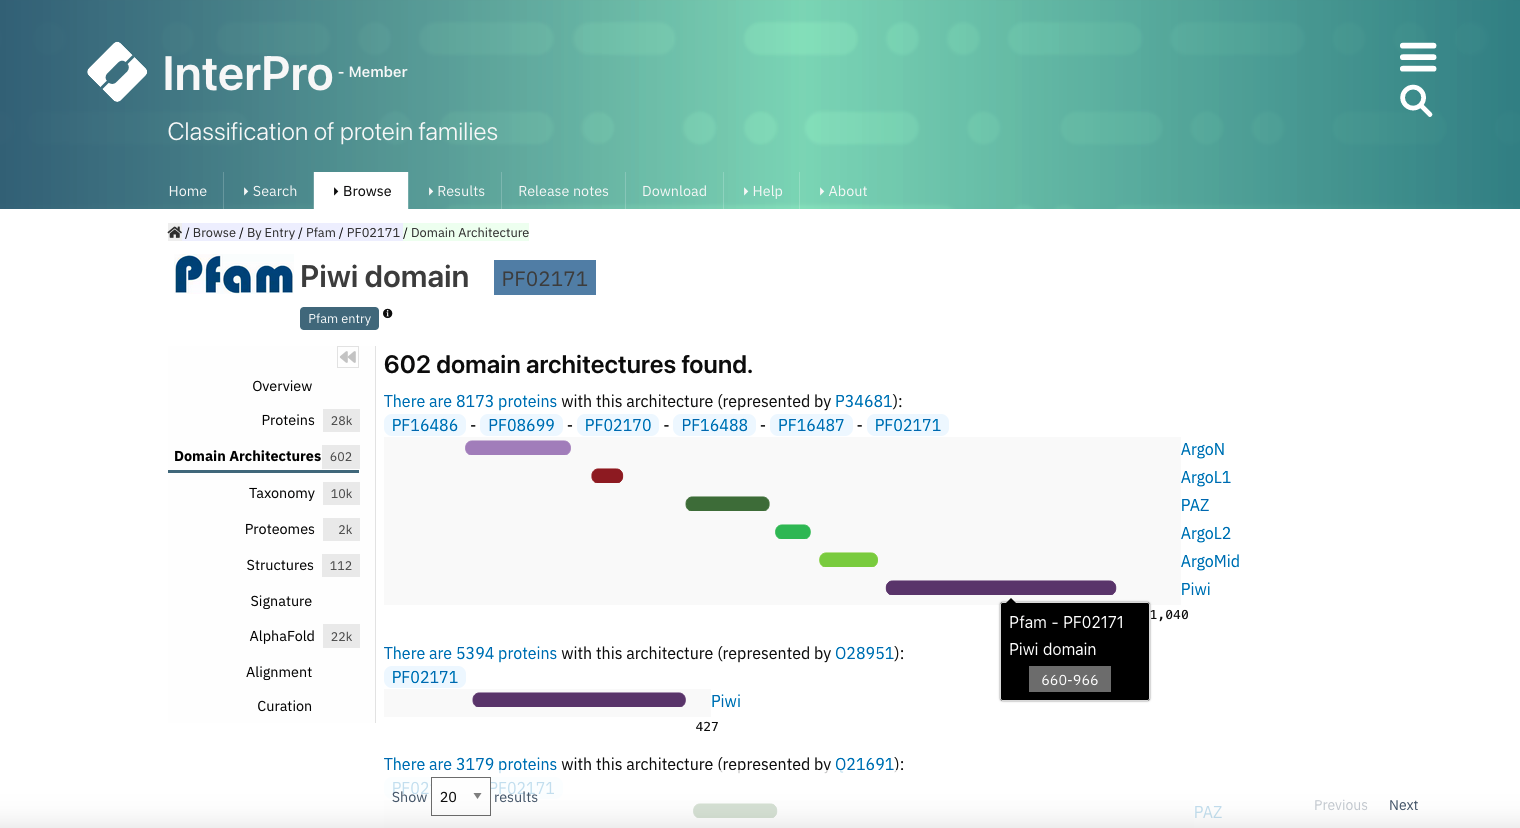 InterPro - Member
Classification of protein families
Home Search Browse Results Release notes Download Help About
/ Browse / By Entry / Pfam / PF02171 / Domain Architecture
Pfam Piwi domain PF02171
Pfam entry
602 domain architectures found.
Overview
Proteins 28k
Domain Architectures 602
Taxonomy 10k
Proteomes 2k
Structures 112
Signature
AlphaFold 22k
Alignment
Curation
There are 8173 proteins with this architecture (represented by P34681):
PF16486 - PF08699 - PF02170 - PF16488 - PF16487 - PF02171
ArgoN
ArgoL1
PAZ
ArgoL2
ArgoMid
Piwi
1,040
Pfam - PF02171
Piwi domain
660-966
There are 5394 proteins with this architecture (represented by O28951):
PF02171
Piwi
427
There are 3179 proteins with this architecture (represented by O21691):
PF02 PF02171
Show 20 results
PAZ
Previous Next